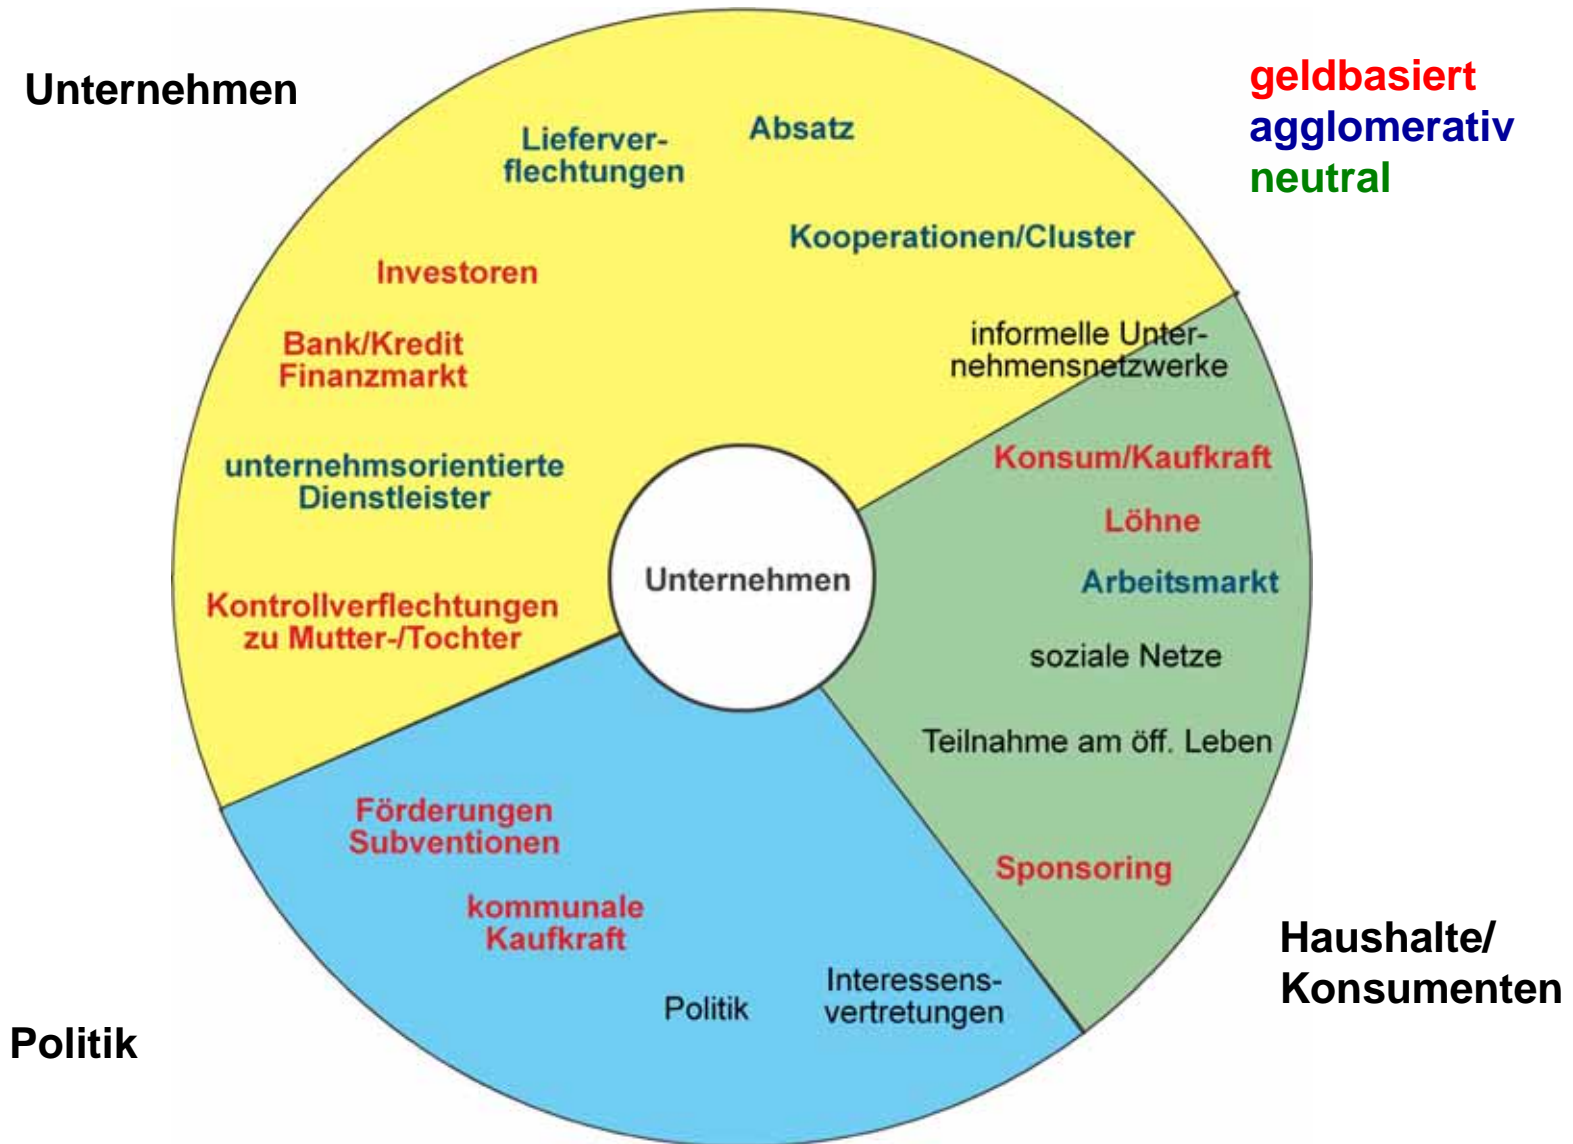 Unternehmen
geldbasiert
agglomerativ
neutral
Lieferver-
flechtungen
Absatz
Kooperationen/Cluster
Investoren
informelle Unter-
nehmensnetzwerke
Bank/Kredit
Finanzmarkt
Konsum/Kaufkraft
unternehmsorientierte
Dienstleister
Löhne
Unternehmen
Arbeitsmarkt
Kontrollverflechtungen
zu Mutter-/Tochter
soziale Netze
Teilnahme am öff. Leben
Förderungen
Subventionen
Sponsoring
kommunale
Kaufkraft
Haushalte/
Konsumenten
Interessens-
vertretungen
Politik
Politik